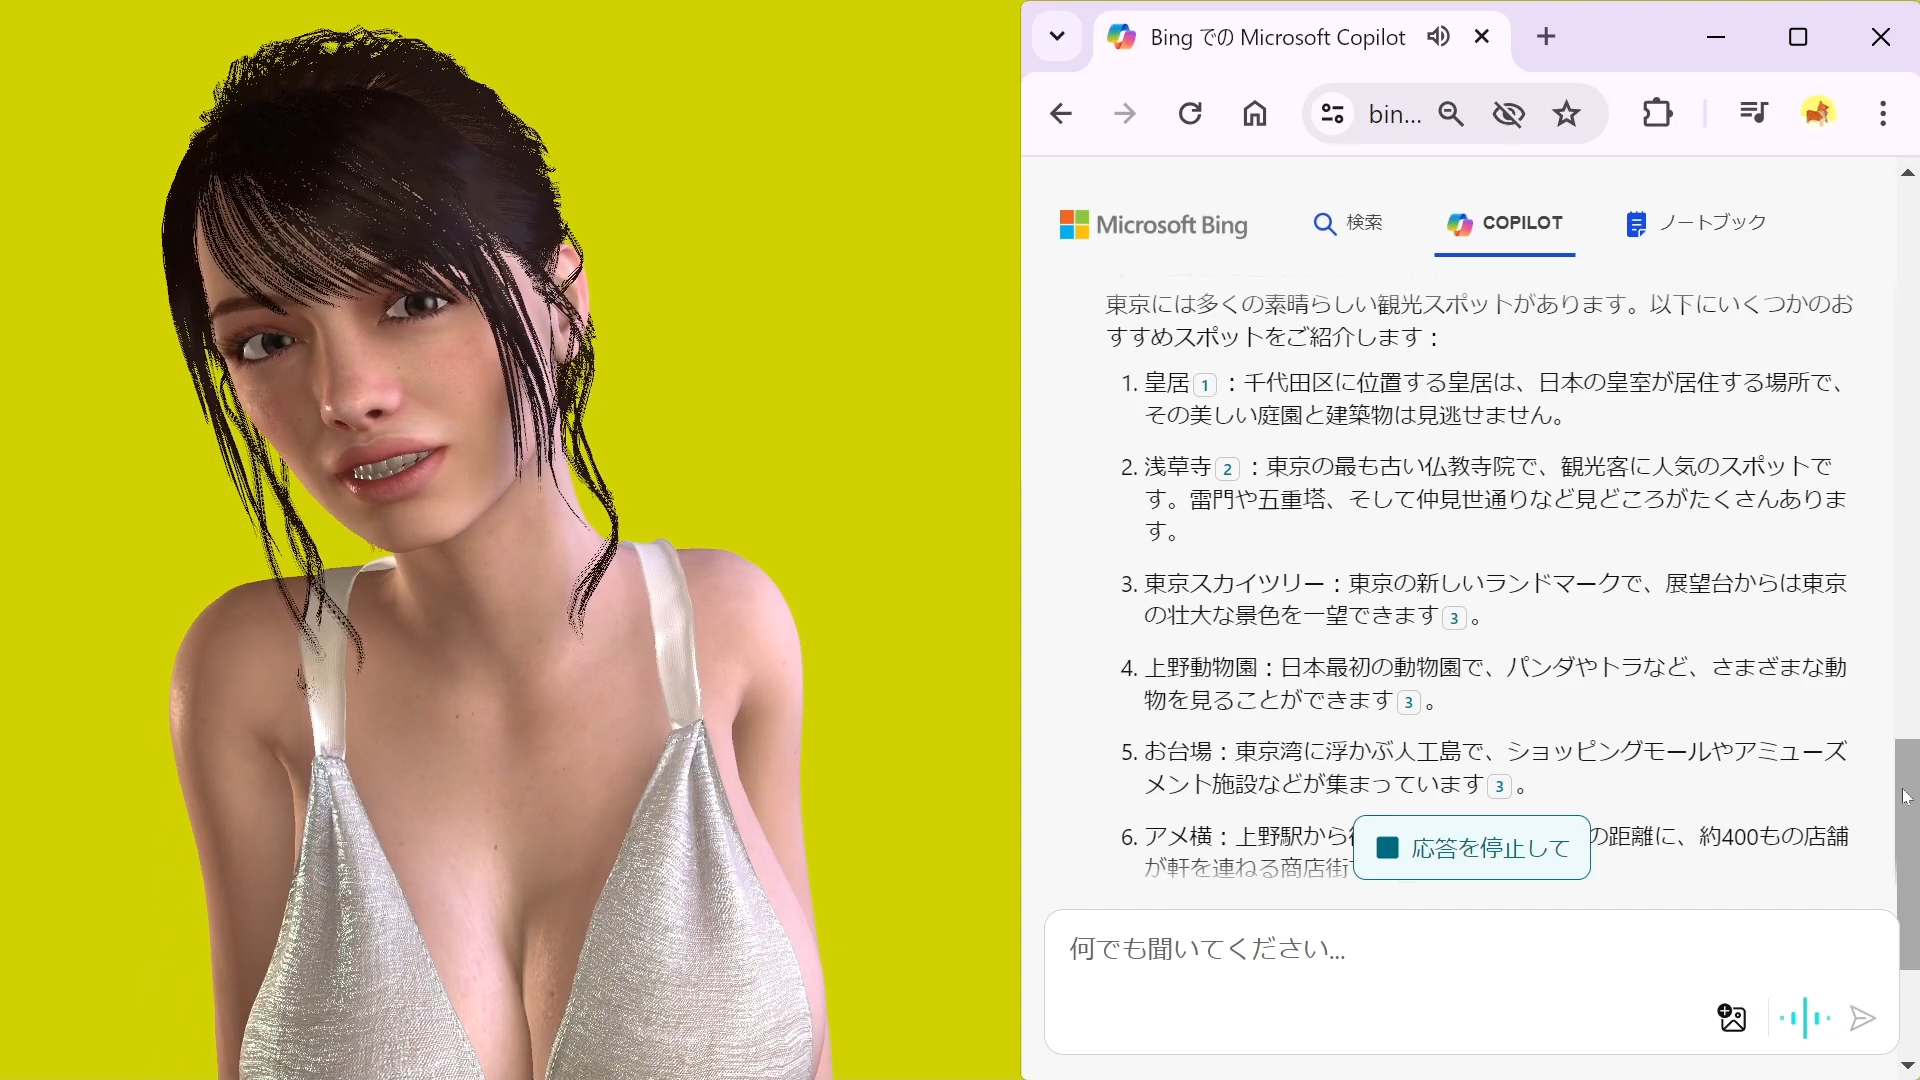 Bing での Microsoft Copilot
bin...
Microsoft Bing
検索
COPILOT
ノートブック
東京には多くの素晴らしい観光スポットがあります。以下にいくつかのお
すすめスポットをご紹介します：
1. 皇居 1 ：千代田区に位置する皇居は、日本の皇室が居住する場所で、
その美しい庭園と建築物は見逃せません。
2. 浅草寺 2 ：東京の最も古い仏教寺院で、観光客に人気のスポットで
す。雷門や五重塔、そして仲見世通りなど見どころがたくさんありま
す。
3. 東京スカイツリー：東京の新しいランドマークで、展望台からは東京
の壮大な景色を一望できます 3 。
4. 上野動物園：日本最初の動物園で、パンダやトラなど、さまざまな動
物を見ることができます 3 。
5. お台場：東京湾に浮かぶ人工島で、ショッピングモールやアミューズ
メント施設などが集まっています 3 。
6. アメ横：上野駅から の距離に、約400もの店舗
が軒を連ねる商店街
応答を停止して
何でも聞いてください...